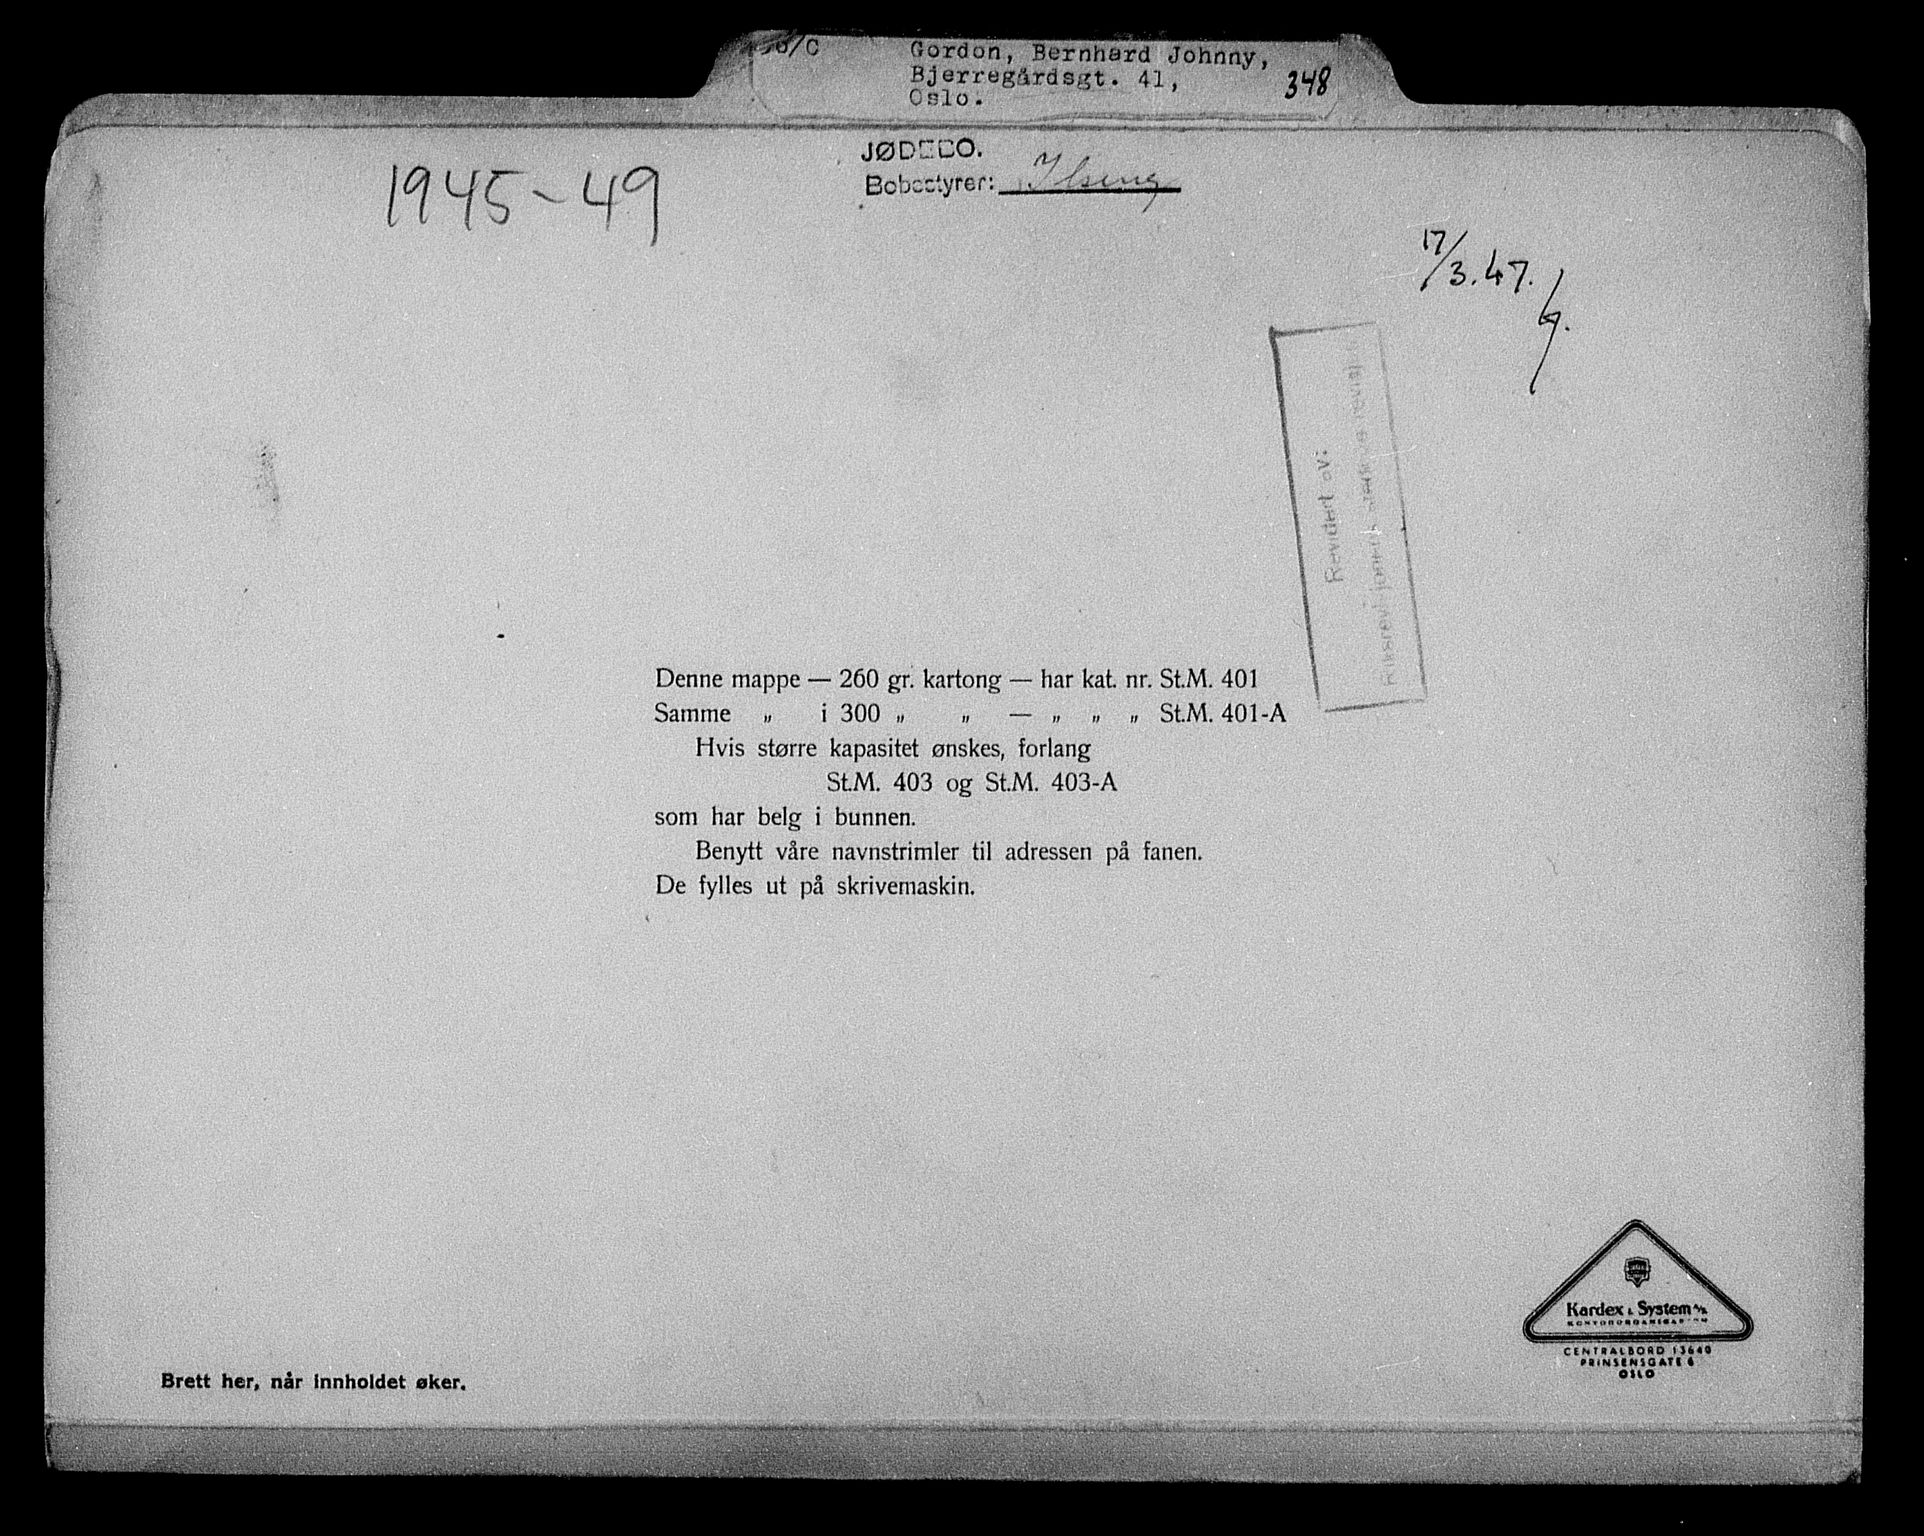 Gordon, Bernhard Johnny,
Bjerregårdsgt. 41,
Oslo.
348
JØDEBO.
Bobestyrer:
1945-49
17/3.47.
Revidert av:
Denne mappe — 260 gr. kartong — har kat. nr. St.M. 401
Samme „ i 300 „ „ — „ „ „ St.M. 401-A
Hvis større kapasitet ønskes, forlang
St.M. 403 og St.M. 403-A
som har belg i bunnen.
Benytt våre navnstrimler til adressen på fanen.
De fylles ut på skrivemaskin.
Kardex & System A/S
CENTRALBORD 13640
PRINSENSGATE 6
OSLO
Brett her, når innholdet øker.